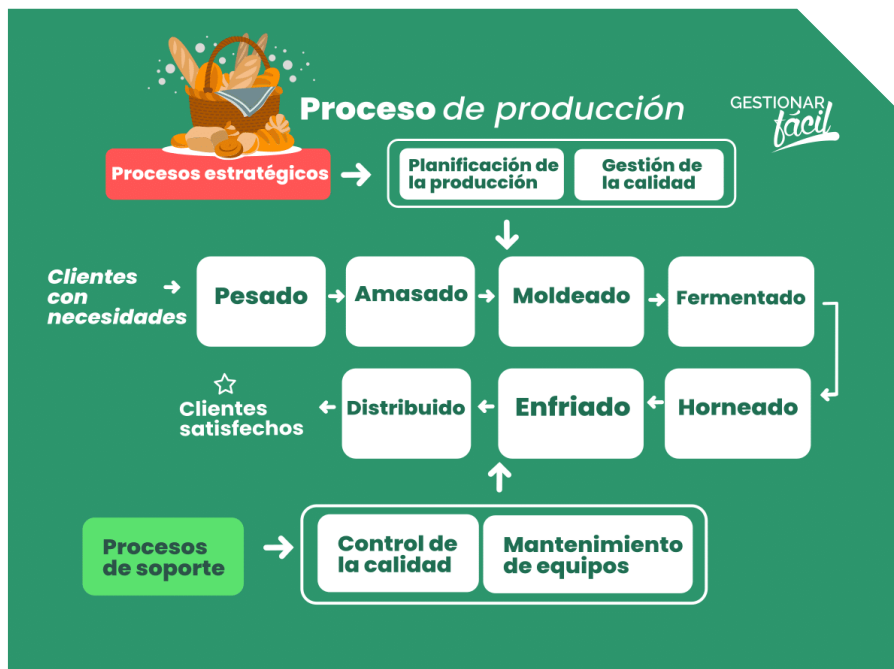 Proceso de producción
GESTIONAR
fácil
Procesos estratégicos
Planificación de
la producción
Gestión de
la calidad
Clientes
con
necesidades
Pesado
Amasado
Moldeado
Fermentado
Clientes
satisfechos
Distribuido
Enfriado
Horneado
Procesos
de soporte
Control de
la calidad
Mantenimiento
de equipos